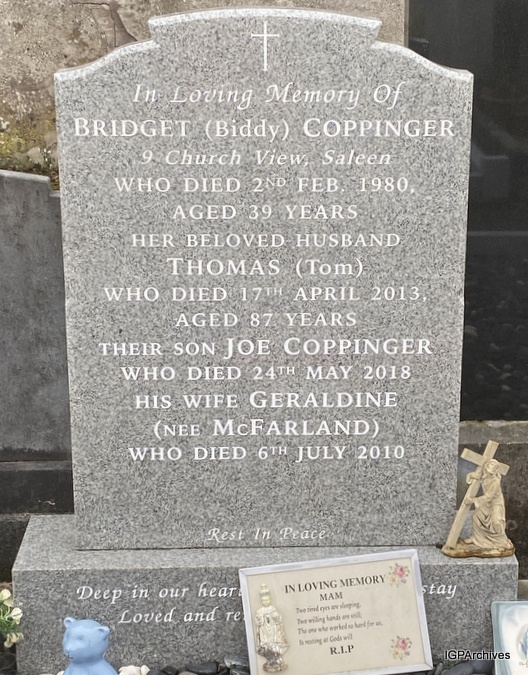 In Loving Memory Of
BRIDGET (Biddy) COPPINGER
9 Church View, Saleen
WHO DIED 2ND FEB. 1980,
AGED 39 YEARS
HER BELOVED HUSBAND
THOMAS (Tom)
WHO DIED 17TH APRIL 2013,
AGED 87 YEARS
THEIR SON JOE COPPINGER
WHO DIED 24TH MAY 2018
HIS WIFE GERALDINE
(NEE McFARLAND)
WHO DIED 6TH JULY 2010
Rest In Peace
Deep in our stay
Loved and
IN LOVING MEMORY
MAM
Two tired eyes are sleeping,
Two willing hands are still,
The one who worked so hard for us,
Is resting at Gods will
R.I.P
IGPArchives